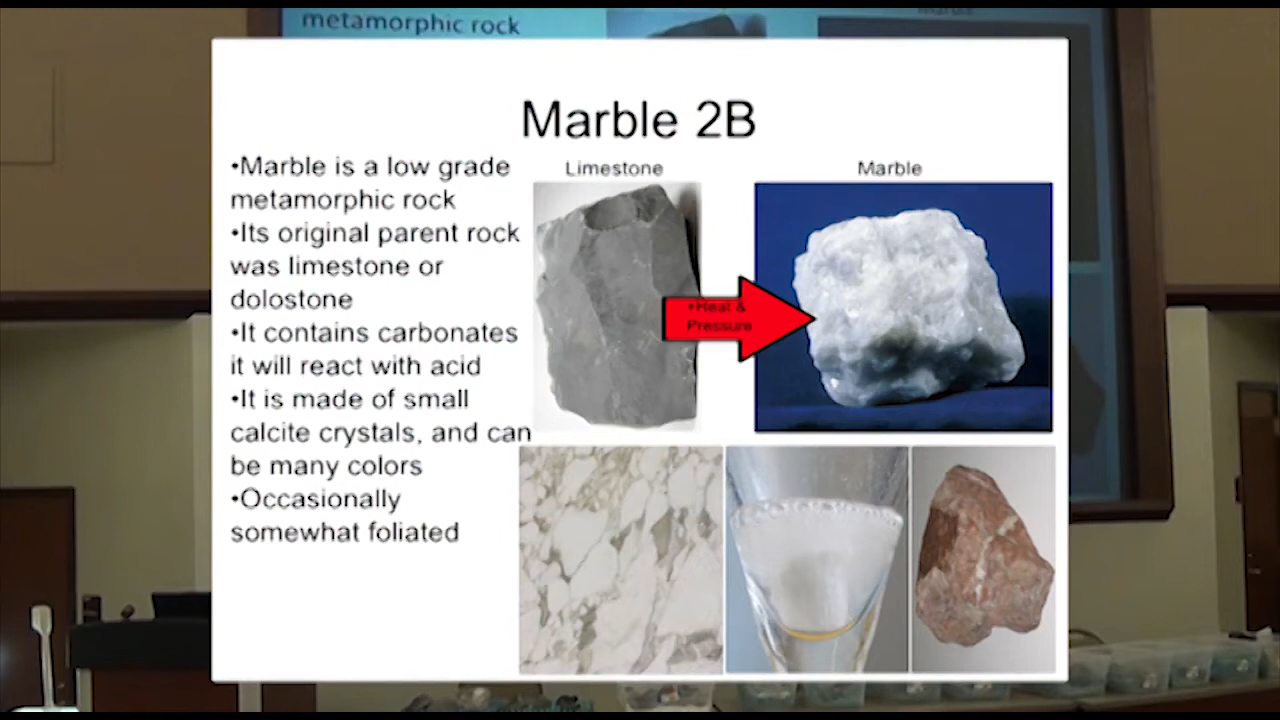 metamorphic rock
Marble
Marble 2B
•Marble is a low grade
metamorphic rock
•Its original parent rock
was limestone or
dolostone
•It contains carbonates
it will react with acid
•It is made of small
calcite crystals, and can
be many colors
•Occasionally
somewhat foliated
Limestone
Marble
•Heat &
Pressure